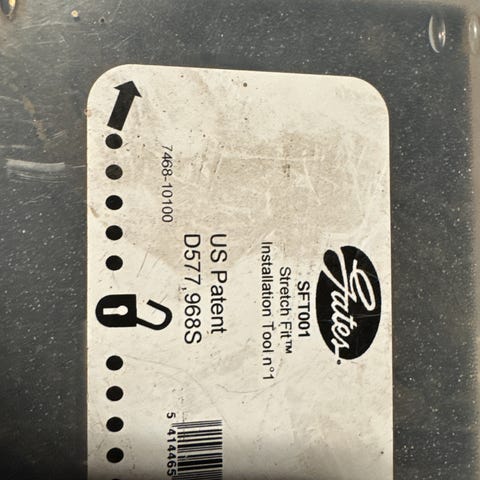 Gates
SFT001
Stretch Fit™
Installation Tool n°1
US Patent
D577,968S
7468-10100
5 414465